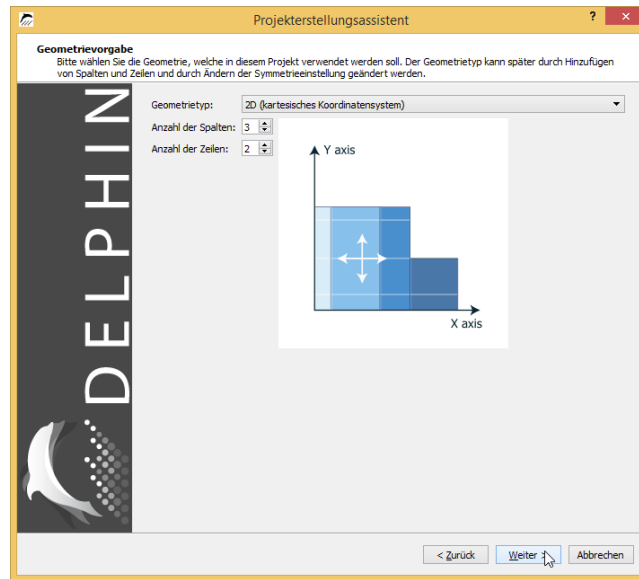 Projekterstellungsassistent
?
Geometrievorgabe
Bitte wählen Sie die Geometrie, welche in diesem Projekt verwendet werden soll. Der Geometrietyp kann später durch Hinzufügen
von Spalten und Zeilen und durch Ändern der Symmetrieeinstellung geändert werden.
DELPHIN
Geometrietyp: 2D (kartesisches Koordinatensystem)
Anzahl der Spalten: 3
Anzahl der Zeilen: 2
Y axis
X axis
< Zurück Weiter > Abbrechen